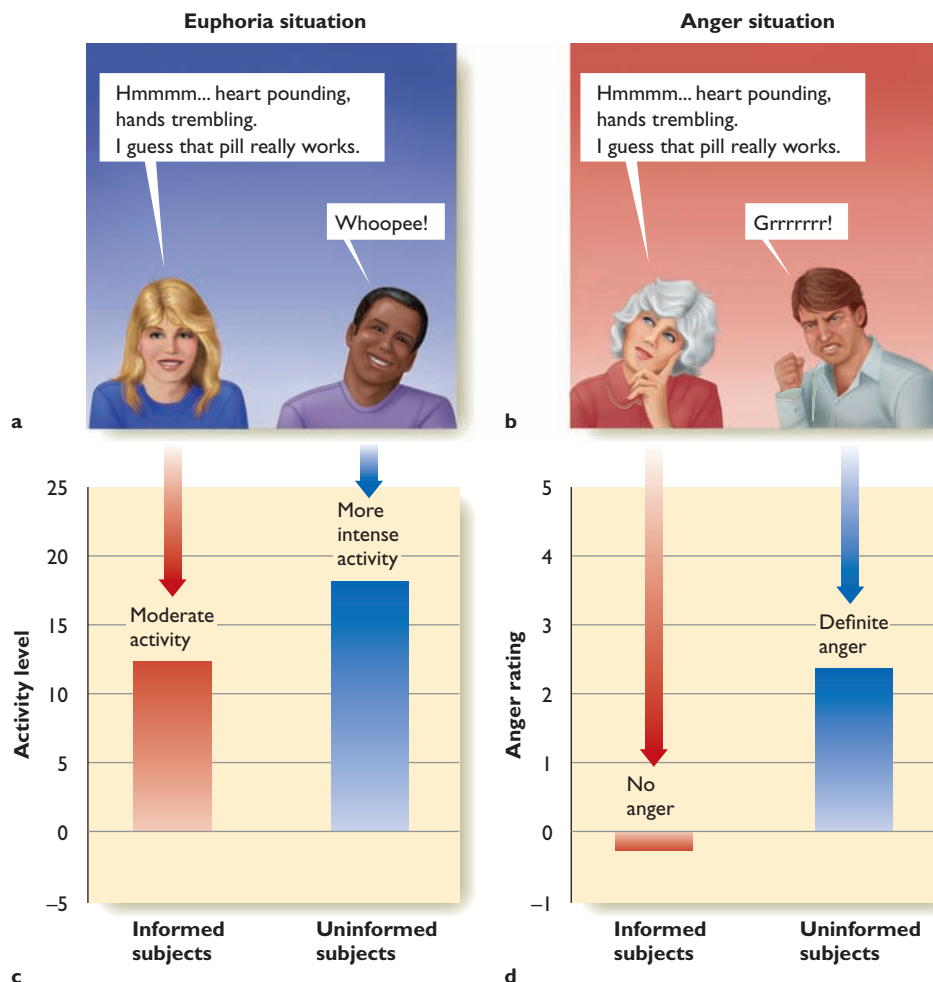 Euphoria situation
Hmmmm... heart pounding,
hands trembling.
I guess that pill really works.
Whoopee!
a
Anger situation
Hmmmm... heart pounding,
hands trembling.
I guess that pill really works.
Grrrrrrr!
b
Activity level
25
20
15
10
5
0
–5
Moderate
activity
More
intense
activity
Informed
subjects
Uninformed
subjects
c
Anger rating
5
4
3
2
1
0
–1
No
anger
Definite
anger
Informed
subjects
Uninformed
subjects
d